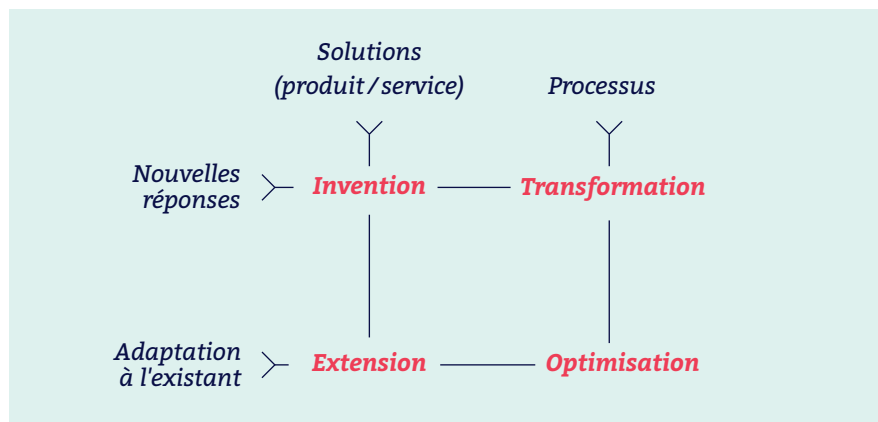 Solutions
(produit/service)
Processus
Nouvelles
réponses
Invention
Transformation
Adaptation
à l'existant
Extension
Optimisation